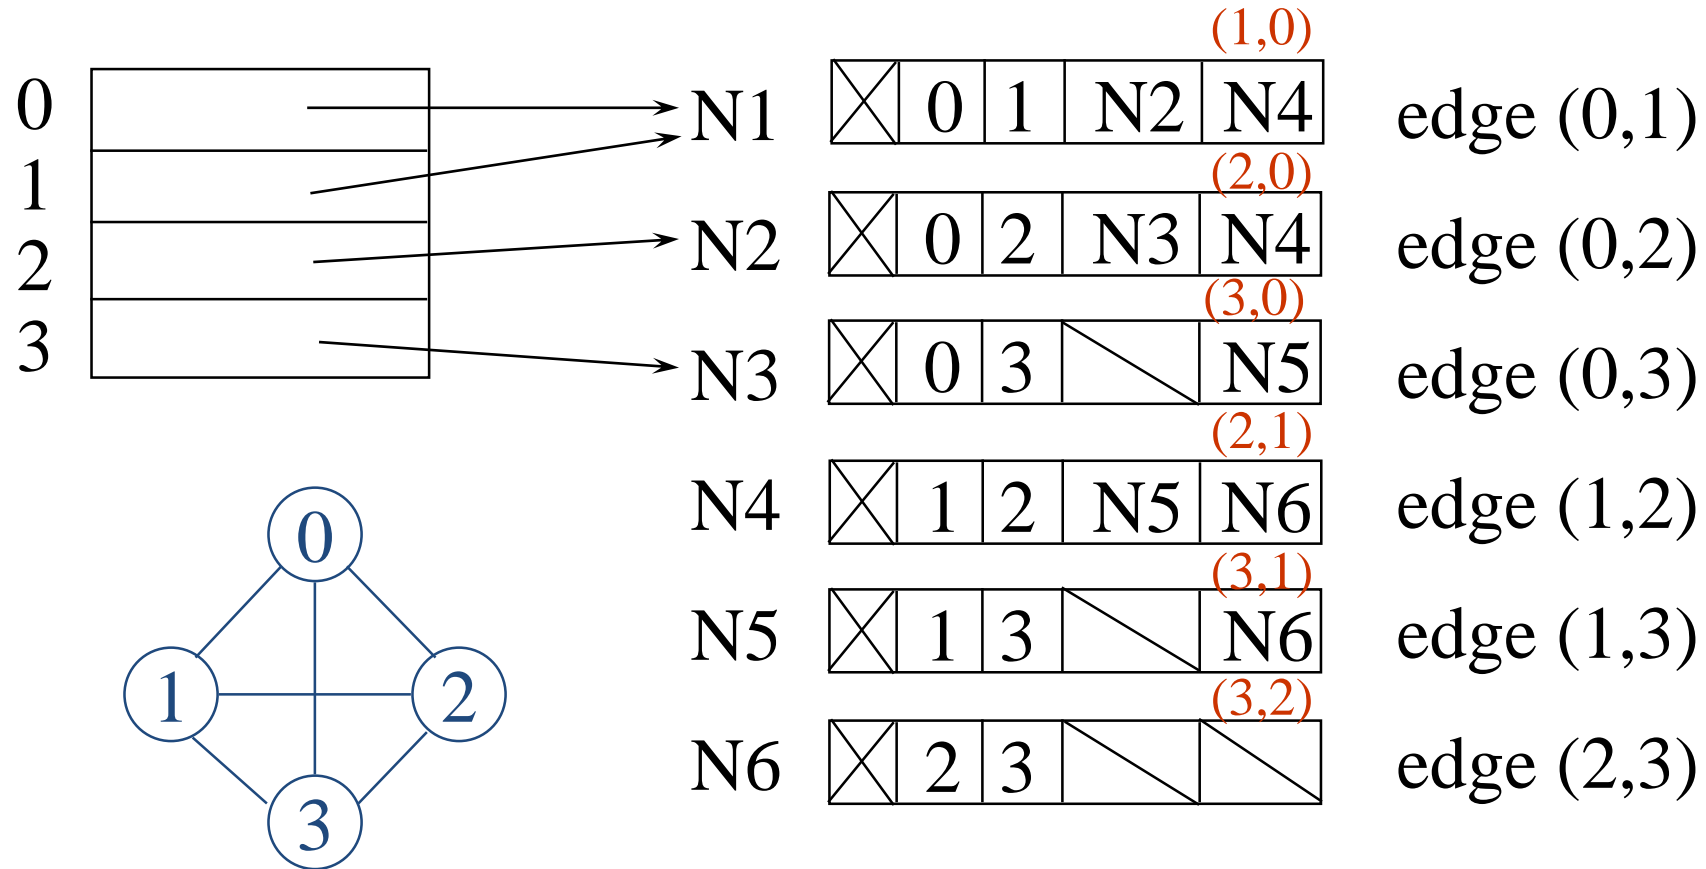 (1,0)
0 N1 0 1 N2 N4 edge (0,1)
1
(2,0)
2 N2 0 2 N3 N4 edge (0,2)
(3,0)
3 N3 0 3 N5 edge (0,3)
(2,1)
N4 1 2 N5 N6 edge (1,2)
(3,1)
N5 1 3 N6 edge (1,3)
(3,2)
N6 2 3 edge (2,3)
0
1 2
3